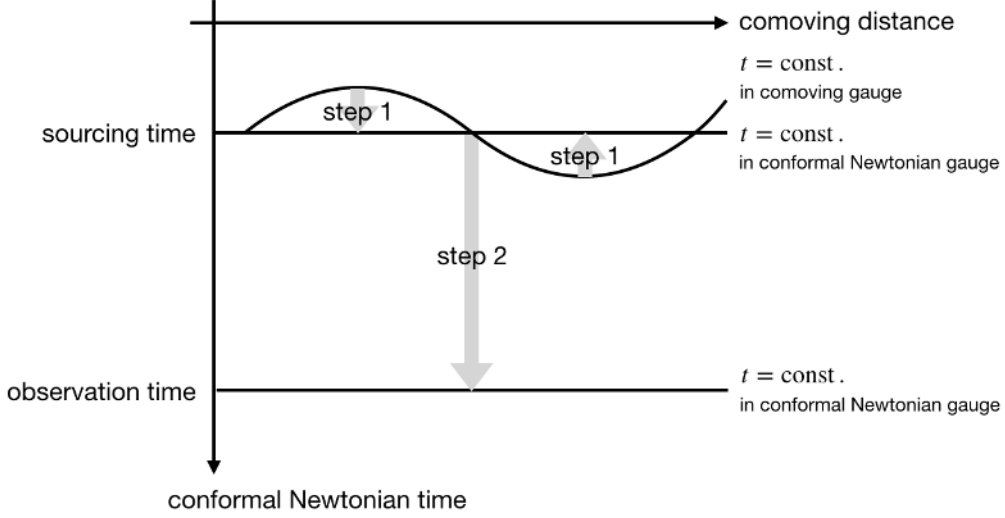 comoving distance
t = const.
in comoving gauge
step 1
sourcing time
t = const.
in conformal Newtonian gauge
step 1
step 2
observation time
t = const.
in conformal Newtonian gauge
conformal Newtonian time